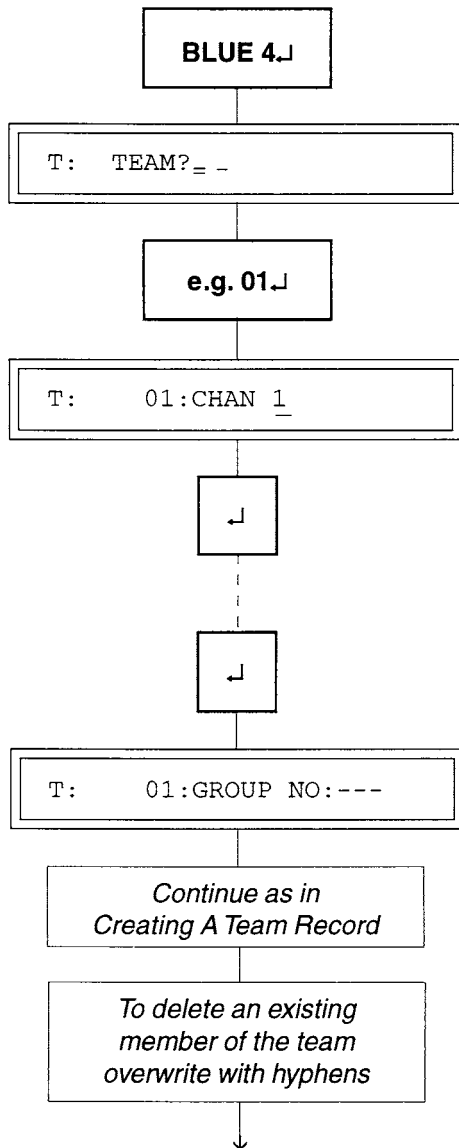 BLUE 4↵
T: TEAM?= -
e.g. 01↵
T: 01:CHAN 1
↵
↵
T: 01:GROUP NO:---
Continue as in
Creating A Team Record
To delete an existing
member of the team
overwrite with hyphens